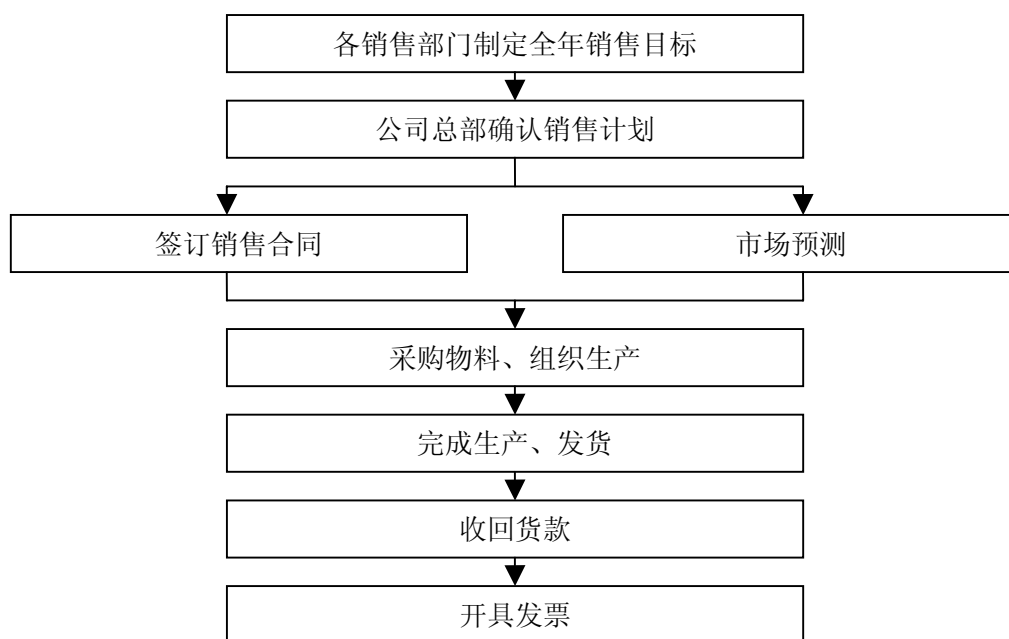 各销售部门制定全年销售目标
公司总部确认销售计划
签订销售合同
市场预测
采购物料、组织生产
完成生产、发货
收回货款
开具发票